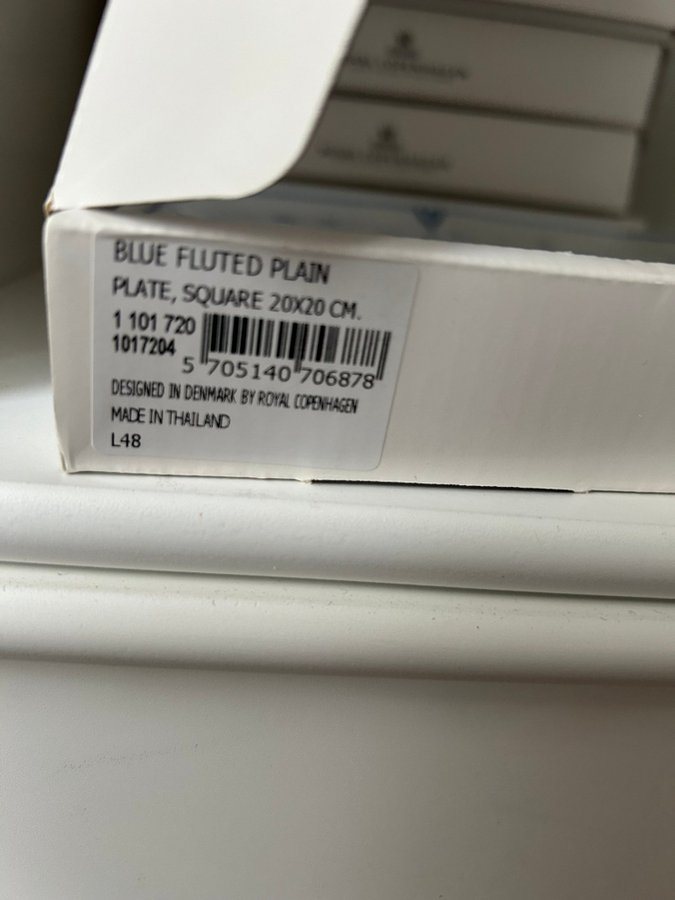 BLUE FLUTED PLAIN
PLATE, SQUARE 20X20 CM.
1 101 720
1017204
5 705140 706878
DESIGNED IN DENMARK BY ROYAL COPENHAGEN
MADE IN THAILAND
L48